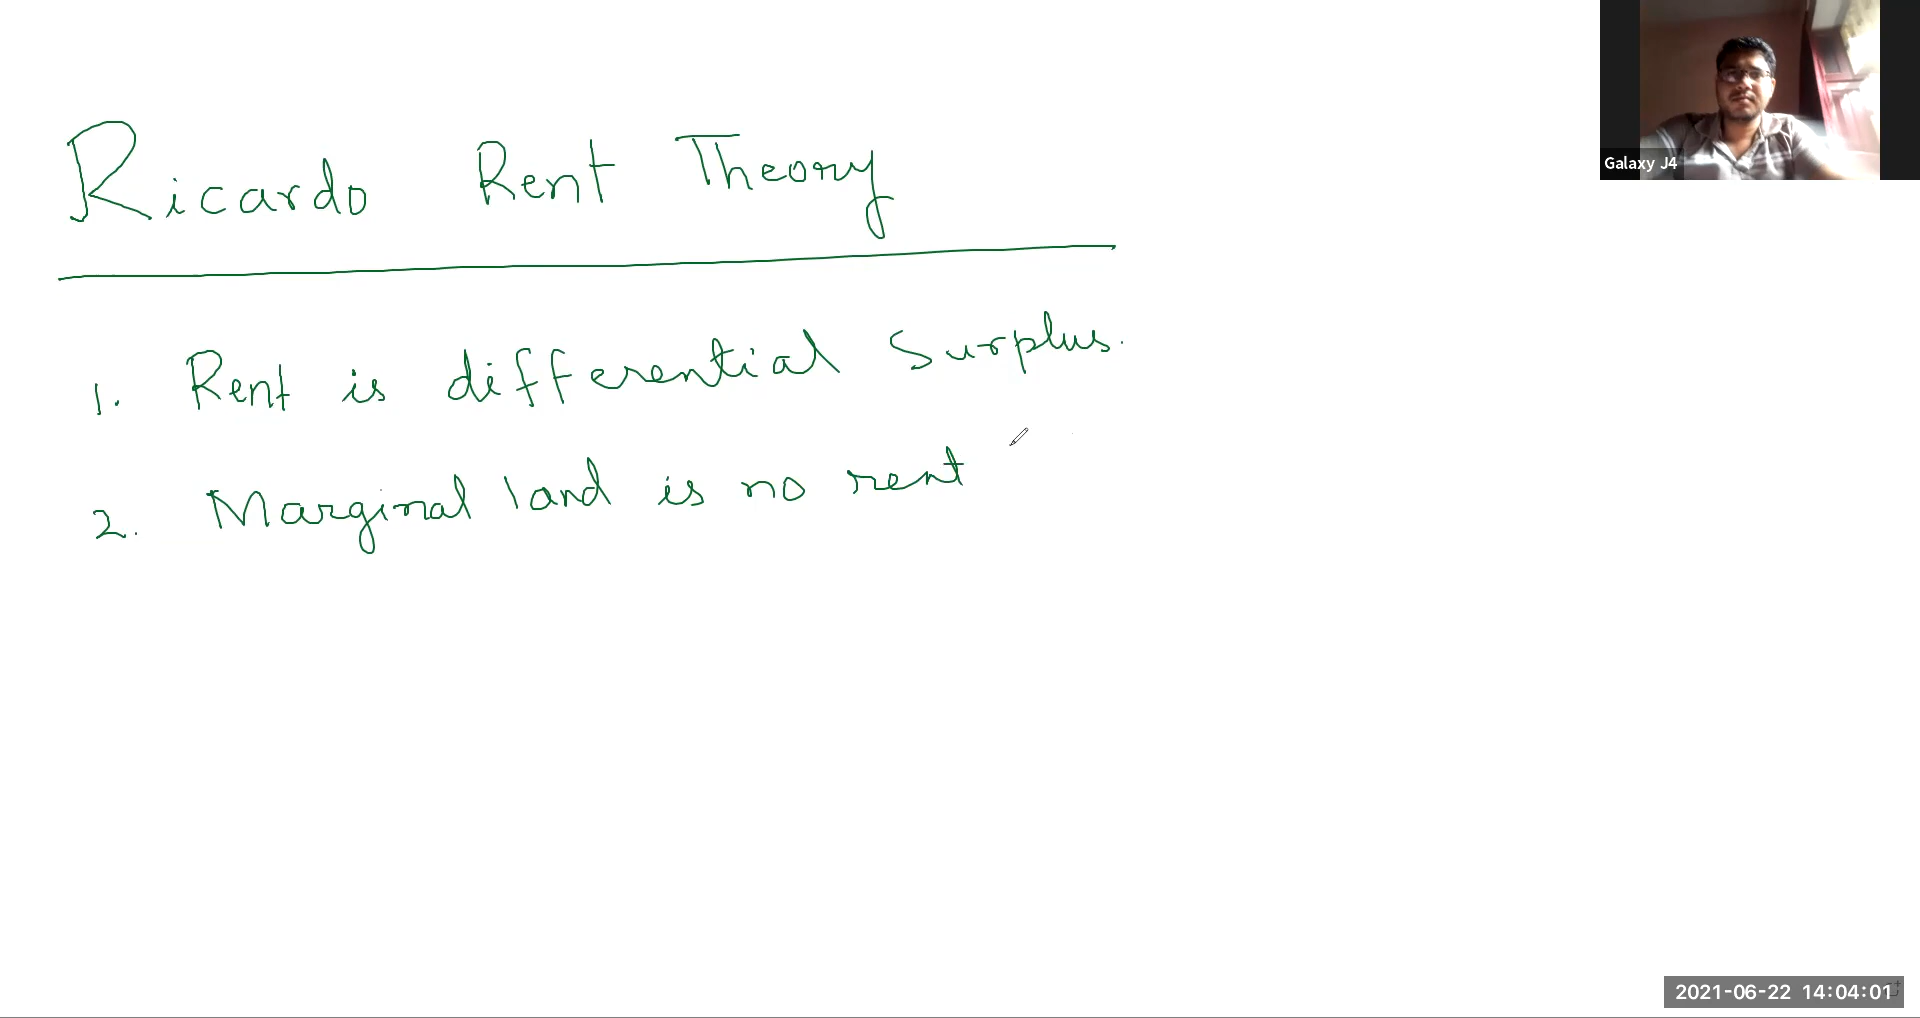 Galaxy J4
Ricardo Rent Theory
1. Rent is differential Surplus.
2. Marginal land is no rent
2021-06-22 14:04:01